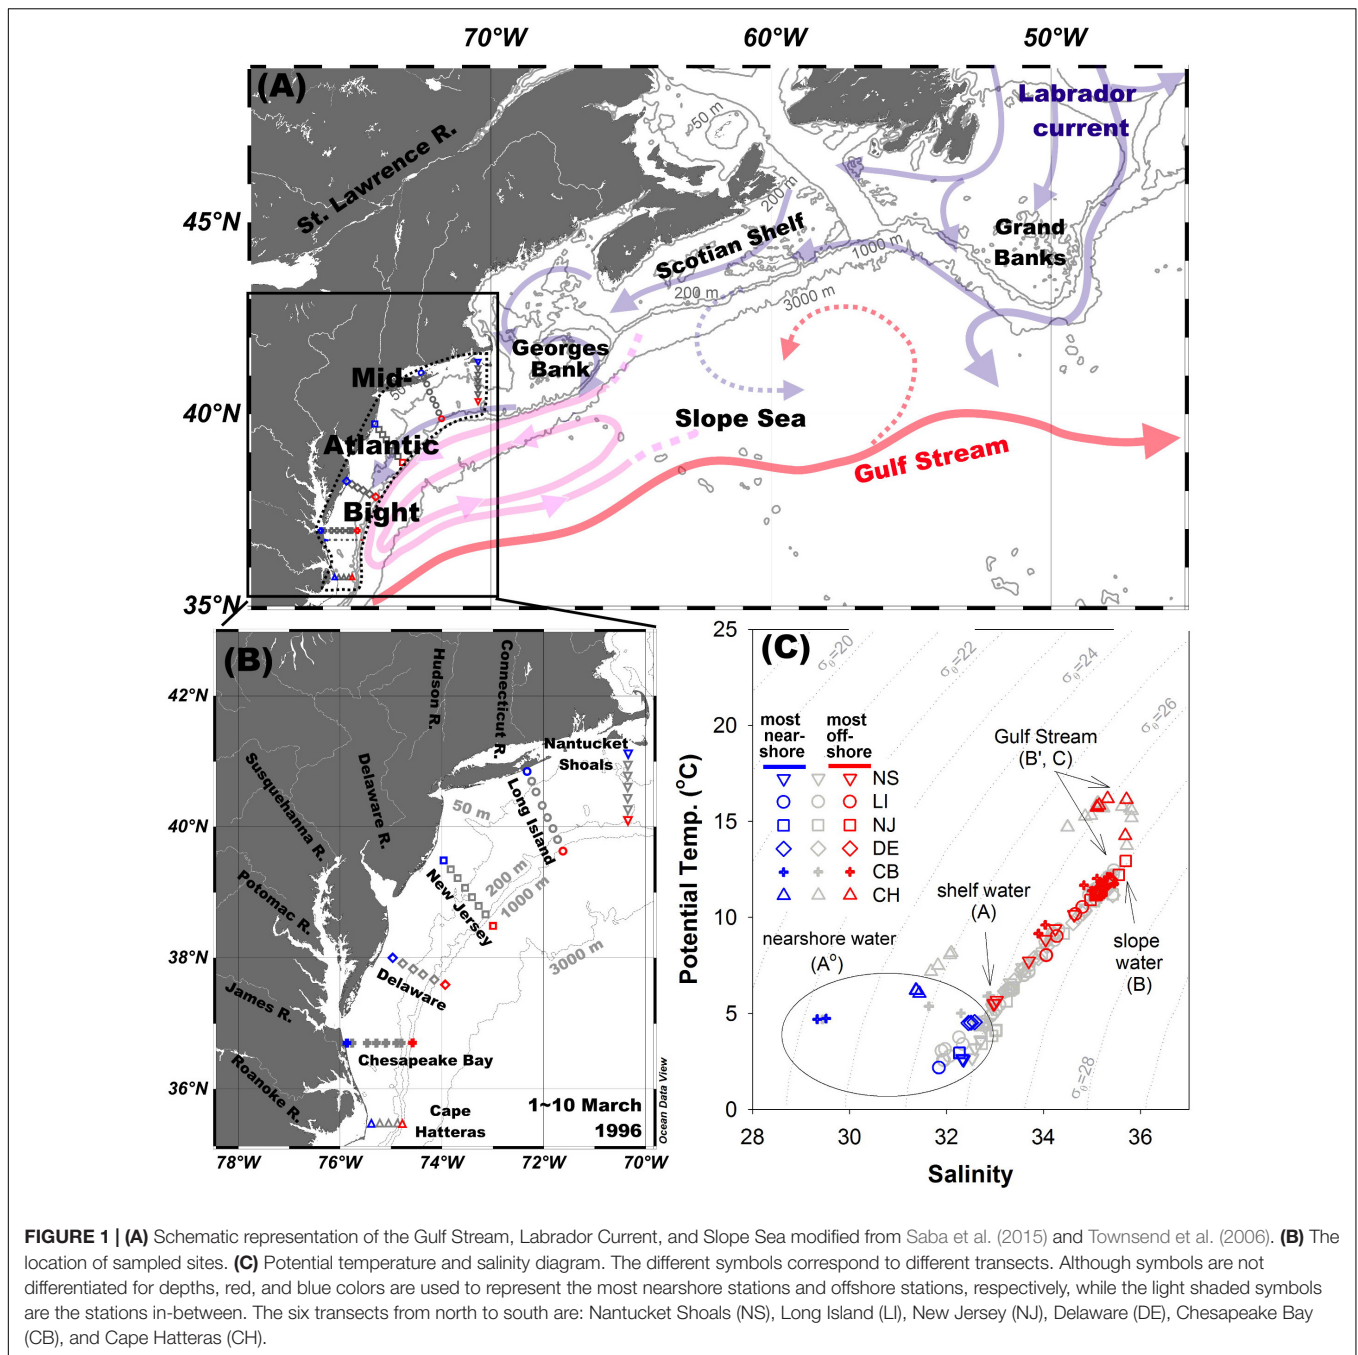 70°W 60°W 50°W
(A)
Labrador
current
50 m
St. Lawrence R.
200 m
45°N
Scotian Shelf
Grand
Banks
1000 m
200 m
3000 m
Georges
Bank
Mid-
50
40°N
Slope Sea
Atlantic
Gulf Stream
Bight
35°N
(B)
Hudson R.
Connecticut R.
42°N
Nantucket
Shoals
Susquehanna R.
Delaware R.
Long Island
50 m
40°N
200 m
1000 m
New Jersey
Potomac R.
3000 m
38°N
Delaware
James R.
Chesapeake Bay
Roanoke R.
36°N
Cape
Hatteras
1~10 March
1996
Ocean Data View
78°W 76°W 74°W 72°W 70°W
(C)
25
σθ=20
σθ=22
σθ=24
σθ=26
20
most
near-
shore
most
off-
shore
Gulf Stream
(B', C)
NS
LI
NJ
DE
CB
CH
15
Potential Temp. (°C)
shelf water
(A)
10
nearshore water
(A°)
slope
water
(B)
5
σθ=28
0
28 30 32 34 36
Salinity
FIGURE 1 | (A) Schematic representation of the Gulf Stream, Labrador Current, and Slope Sea modified from Saba et al. (2015) and Townsend et al. (2006). (B) The
location of sampled sites. (C) Potential temperature and salinity diagram. The different symbols correspond to different transects. Although symbols are not
differentiated for depths, red, and blue colors are used to represent the most nearshore stations and offshore stations, respectively, while the light shaded symbols
are the stations in-between. The six transects from north to south are: Nantucket Shoals (NS), Long Island (LI), New Jersey (NJ), Delaware (DE), Chesapeake Bay
(CB), and Cape Hatteras (CH).